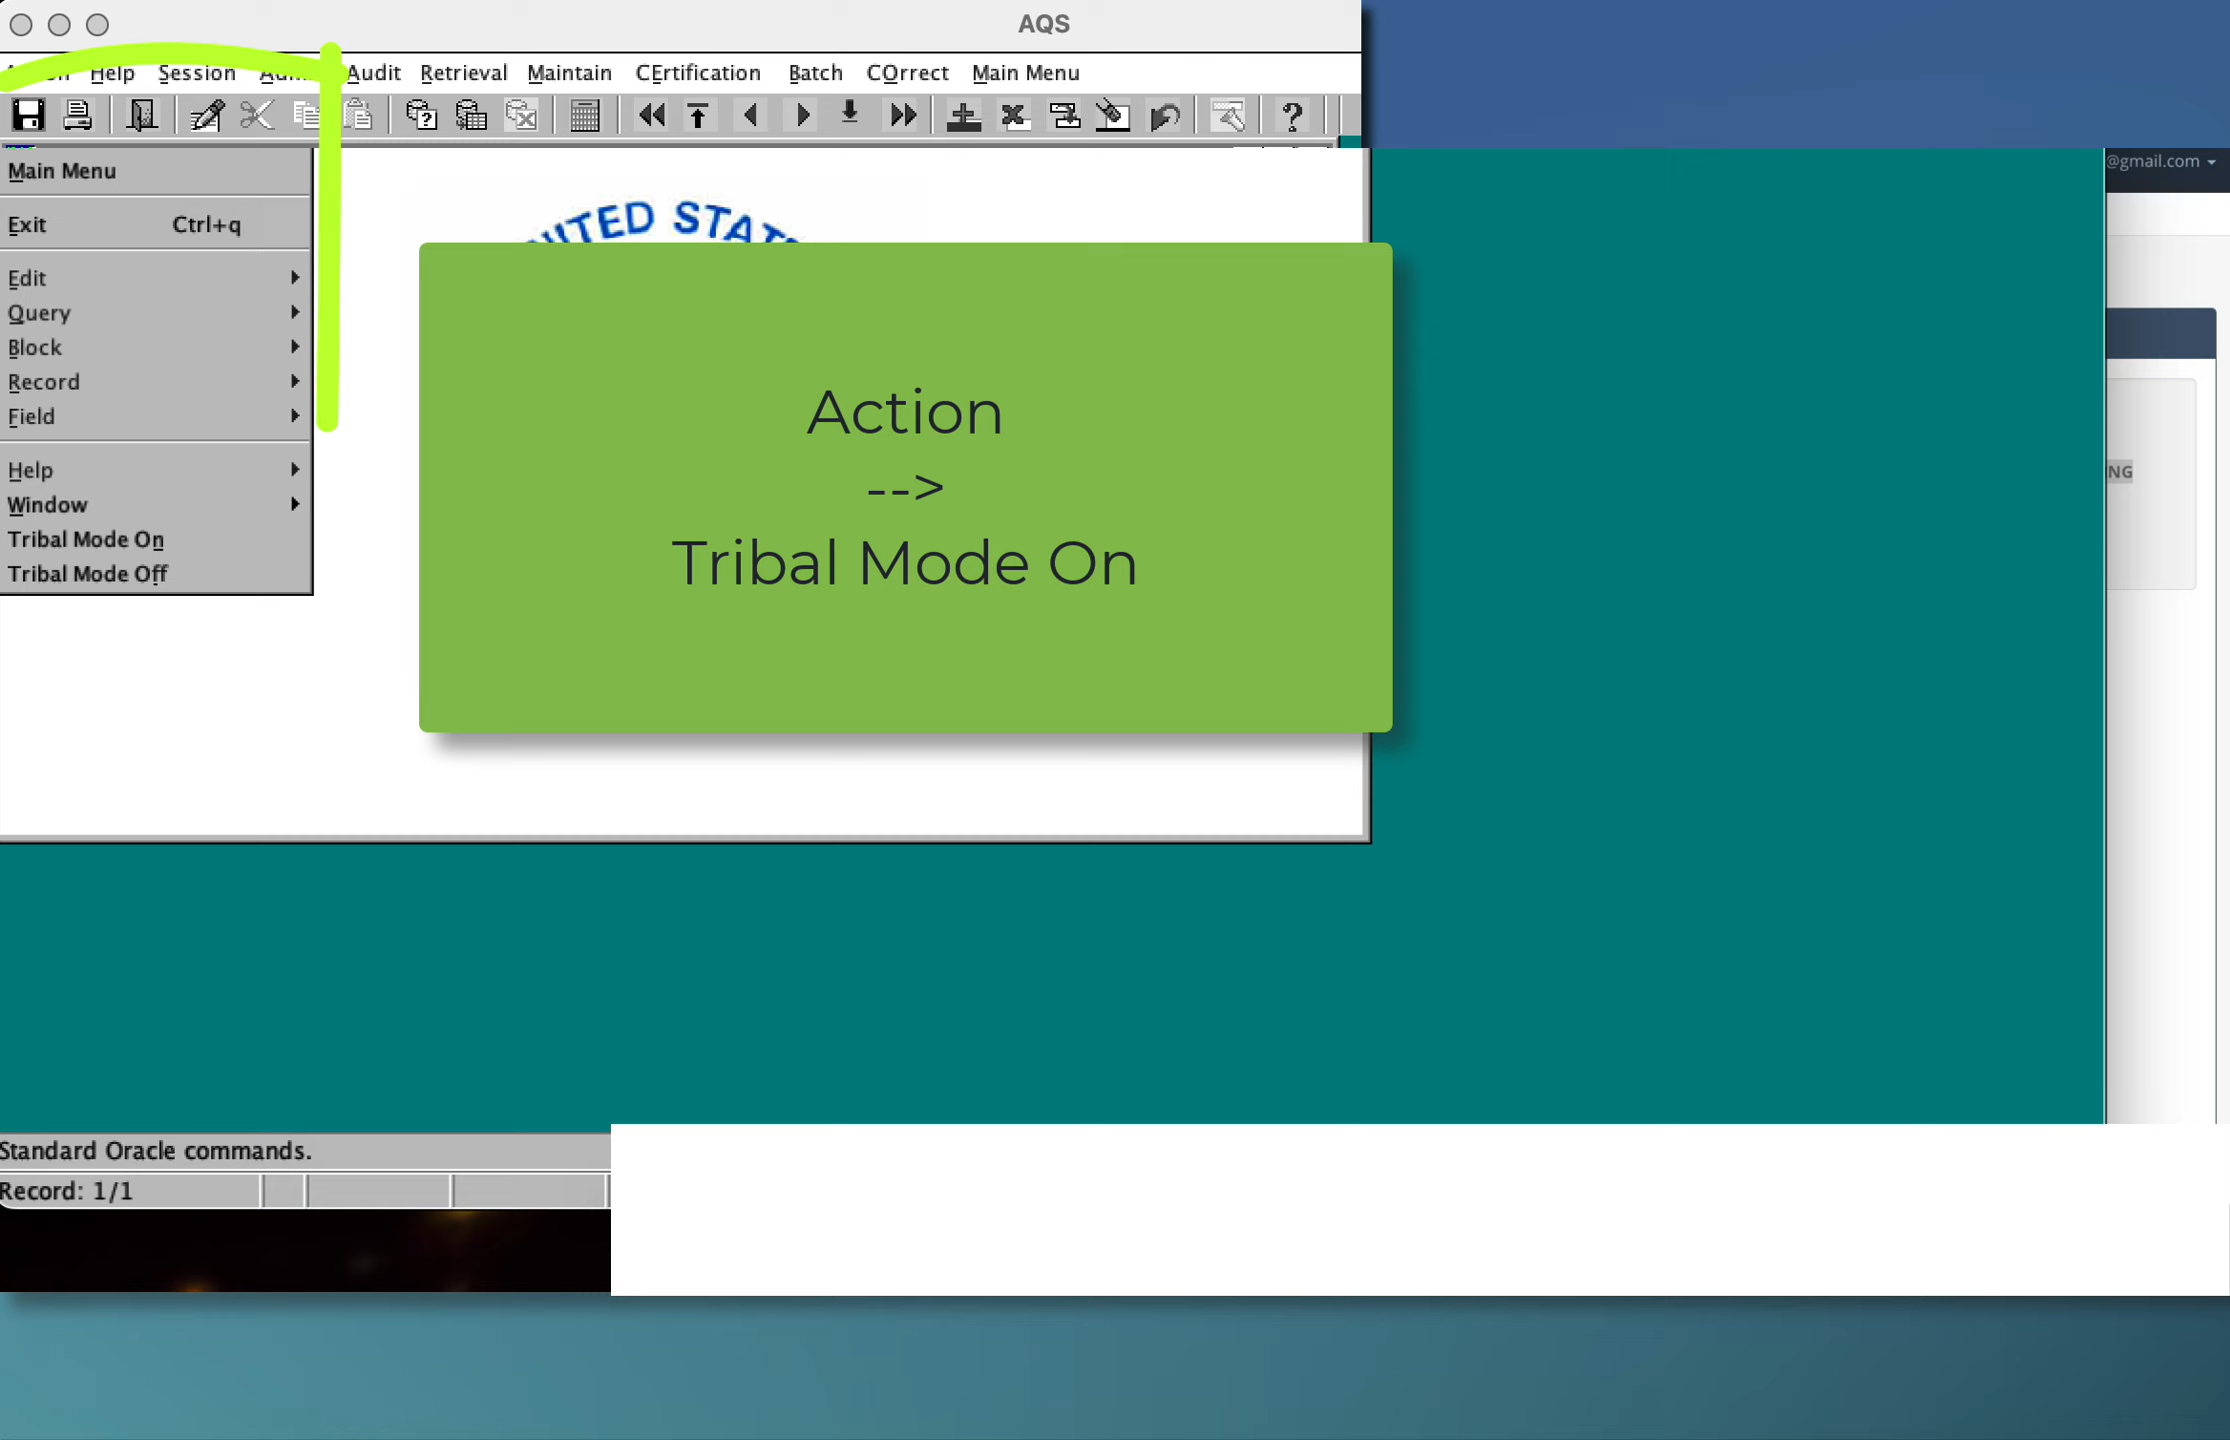 AQS
Help Session Audit Retrieval Maintain CErtification Batch COrrect Main Menu
Main Menu
Exit Ctrl+q
Edit
Query
Block
Record
Field
Help
Window
Tribal Mode On
Tribal Mode Off
Action
-->
Tribal Mode On
@gmail.com
NG
Standard Oracle commands.
Record: 1/1